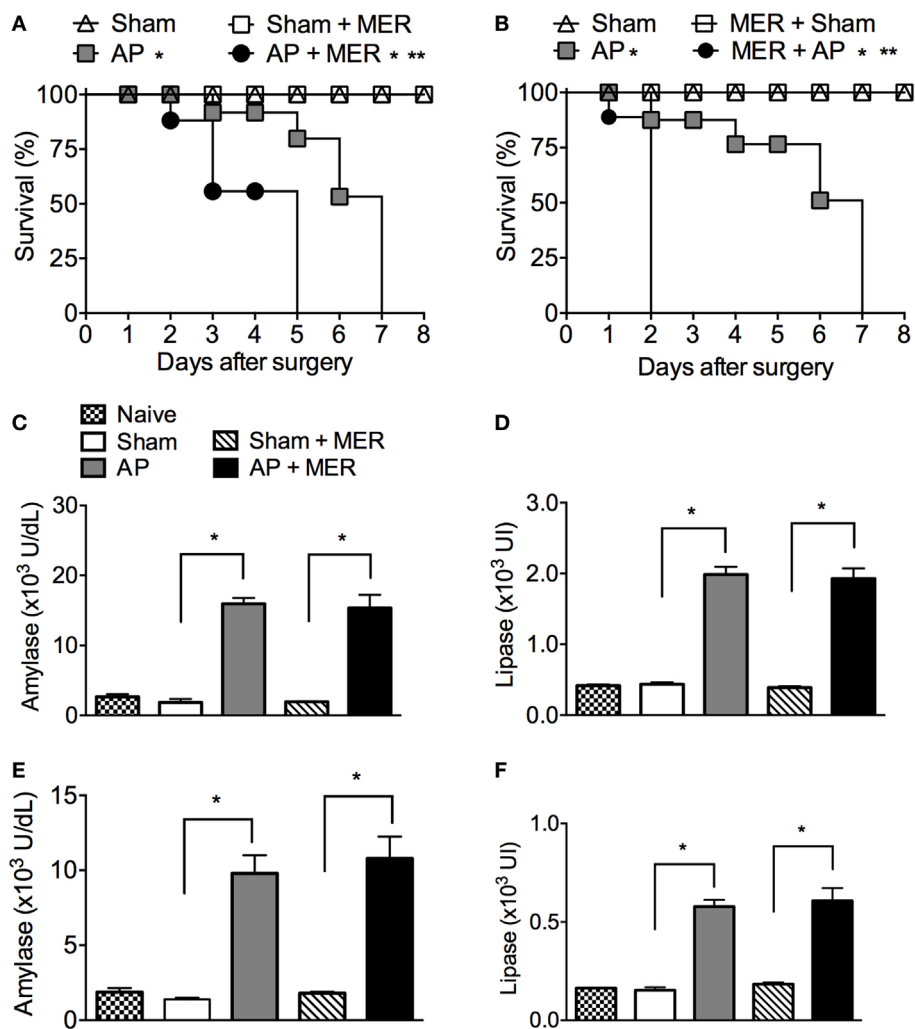 A
Sham
Sham + MER
AP *
AP + MER * **
100
75
50
25
0
Survival (%)
0 1 2 3 4 5 6 7 8
Days after surgery
B
Sham
MER + Sham
AP *
MER + AP * **
100
75
50
25
0
Survival (%)
0 1 2 3 4 5 6 7 8
Days after surgery
C
Naive
Sham
Sham + MER
AP
AP + MER
30
20
10
0
Amylase (x10³ U/dL)
*
*
D
3.0
2.0
1.0
0.0
Lipase (x10³ UI)
*
*
E
15
10
5
0
Amylase (x10³ U/dL)
*
*
F
1.0
0.5
0.0
Lipase (x10³ UI)
*
*